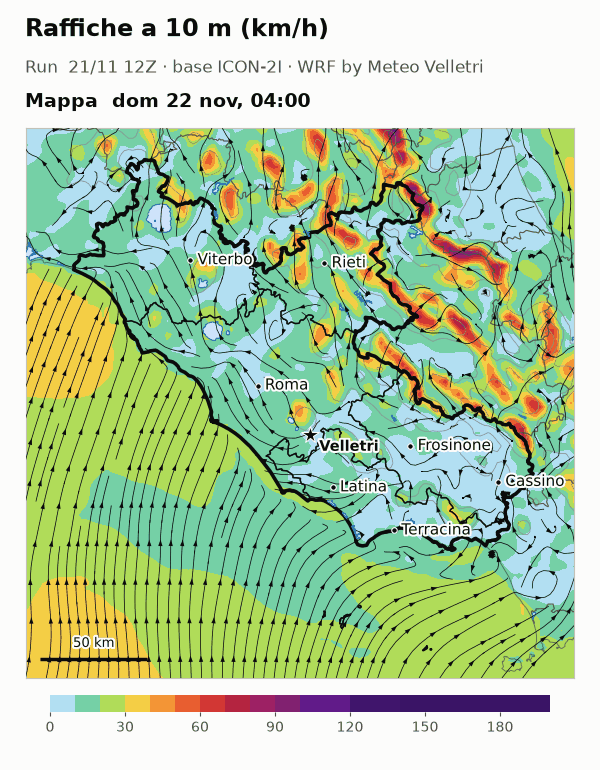 Raffiche a 10 m (km/h)
Run  21/11 12Z · base ICON-2I · WRF by Meteo Velletri
Mappa  dom 22 nov, 04:00
Viterbo
Rieti
Roma
Velletri
Frosinone
Latina
Cassino
Terracina
50 km
0 30 60 90 120 150 180